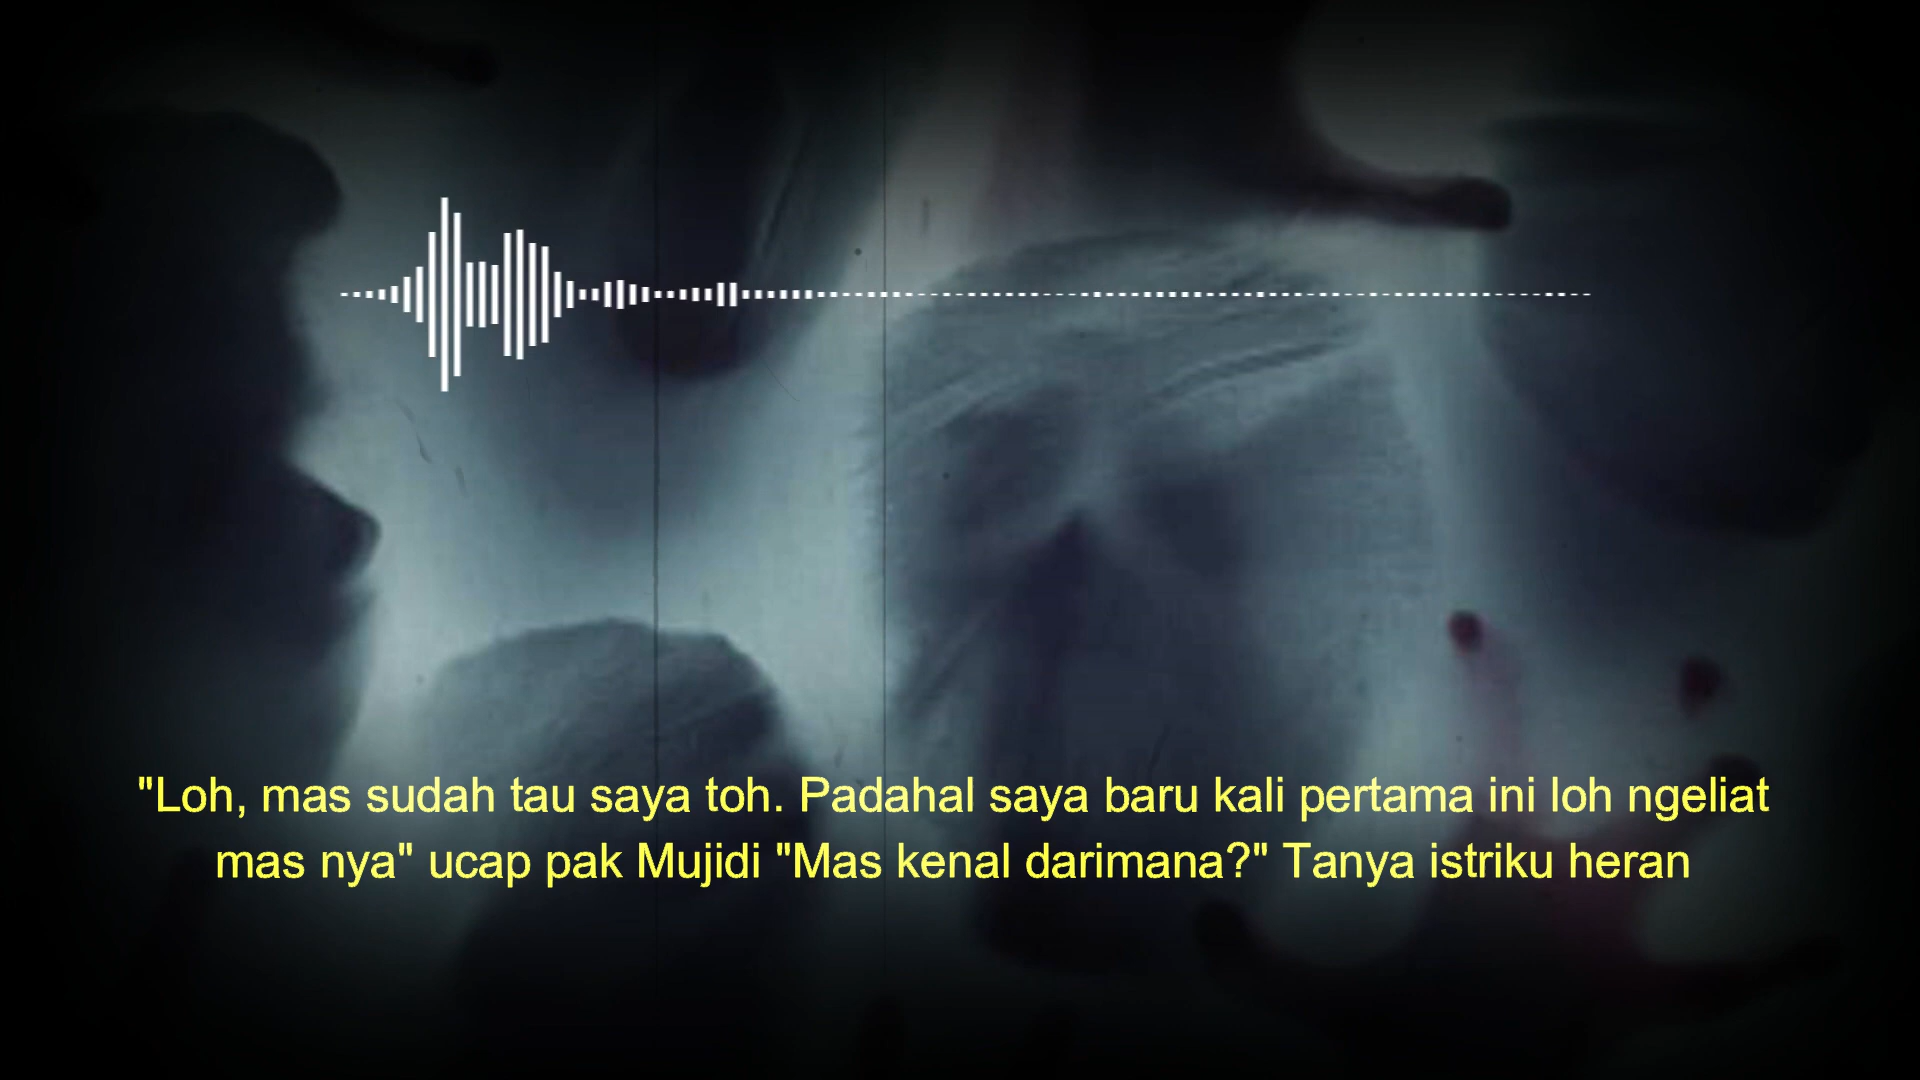 "Loh, mas sudah tau saya toh. Padahal saya baru kali pertama ini loh ngeliat
mas nya" ucap pak Mujidi "Mas kenal darimana?" Tanya istriku heran